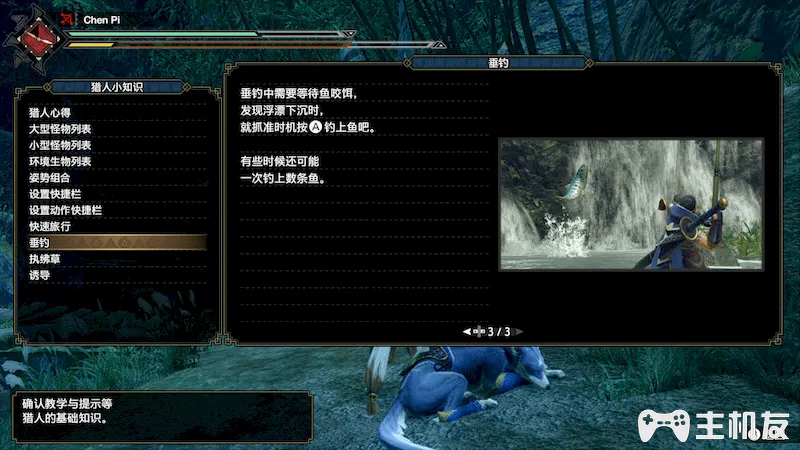 Chen Pi
猎人小知识
猎人心得
大型怪物列表
小型怪物列表
环境生物列表
姿势组合
设置快捷栏
设置动作快捷栏
快速旅行
垂钓
执绋草
诱导
垂钓
垂钓中需要等待鱼咬饵，
发现浮漂下沉时，
就抓准时机按A钓上鱼吧。
有些时候还可能
一次钓上数条鱼。
3 / 3
确认教学与提示等
猎人的基础知识。
主机友